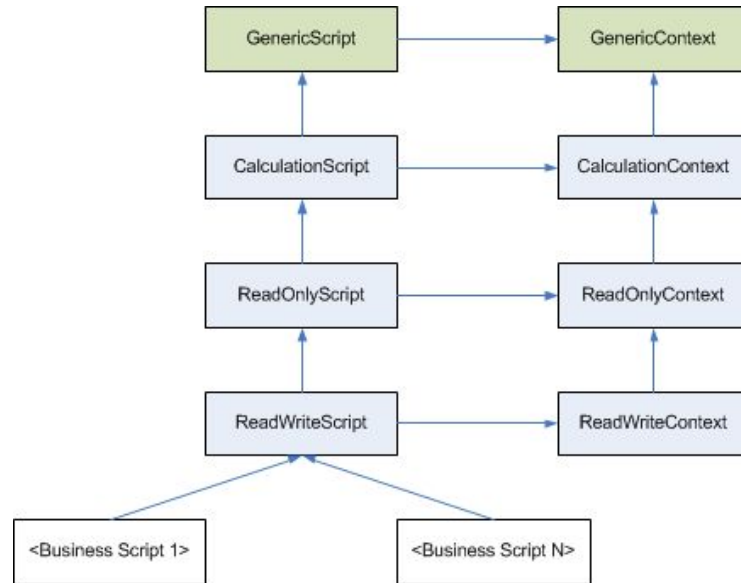 GenericScript
GenericContext
CalculationScript
CalculationContext
ReadOnlyScript
ReadOnlyContext
ReadWriteScript
ReadWriteContext
<Business Script 1>
<Business Script N>